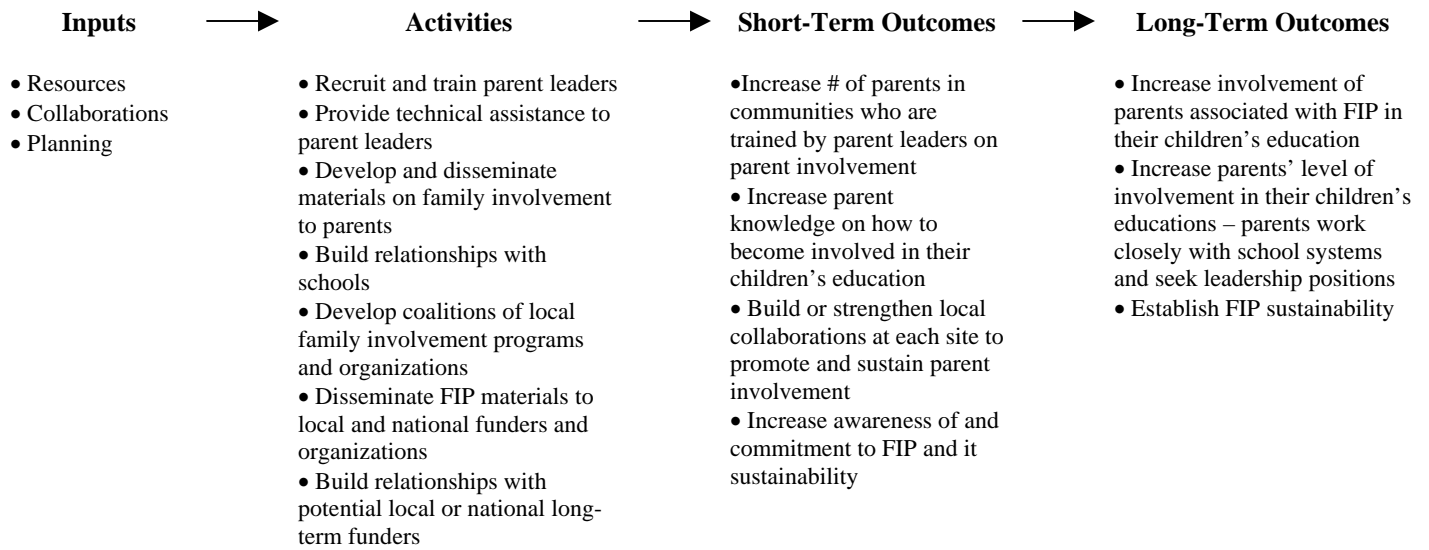 Inputs
Activities
Short-Term Outcomes
Long-Term Outcomes
• Resources
• Collaborations
• Planning
• Recruit and train parent leaders
• Provide technical assistance to
parent leaders
• Develop and disseminate
materials on family involvement
to parents
• Build relationships with
schools
• Develop coalitions of local
family involvement programs
and organizations
• Disseminate FIP materials to
local and national funders and
organizations
• Build relationships with
potential local or national long-
term funders
•Increase # of parents in
communities who are
trained by parent leaders on
parent involvement
• Increase parent
knowledge on how to
become involved in their
children’s education
• Build or strengthen local
collaborations at each site to
promote and sustain parent
involvement
• Increase awareness of and
commitment to FIP and it
sustainability
• Increase involvement of
parents associated with FIP in
their children’s education
• Increase parents’ level of
involvement in their children’s
educations – parents work
closely with school systems
and seek leadership positions
• Establish FIP sustainability